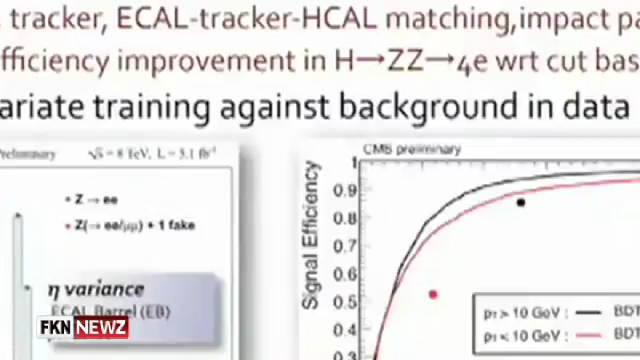 tracker, ECAL-tracker-HCAL matching, impact pa
fficiency improvement in H→ZZ→4e wrt cut bas
ariate training against background in data
Preliminary √s = 8 TeV, L = 5.1 fb⁻¹
• Z → ee
• Z(→ ee/μμ) + 1 fake
η variance
ECAL Barrel (EB)
FKN NEWZ
CMS preliminary
Signal Efficiency
1
0.9
0.8
0.7
0.6
0.5
0.4
0.3
pT > 10 GeV : — BDT
pT < 10 GeV : — BDT